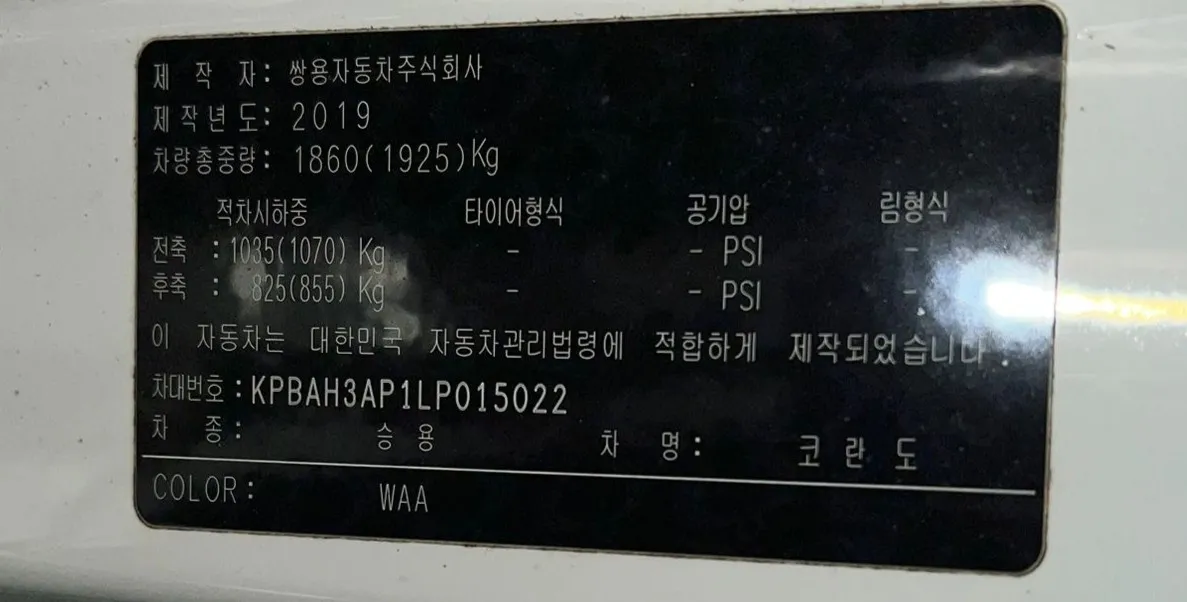 제 작 자: 쌍용자동차주식회사
제작년도: 2019
차량총중량: 1860(1925)Kg
적차시하중 타이어형식 공기압 림형식
전축 : 1035(1070) Kg - - PSI -
후축 : 825(855) Kg - - PSI -
이 자동차는 대한민국 자동차관리법령에 적합하게 제작되었습니다.
차대번호 : KPBAH3AP1LP015022
차 종: 승용 차 명: 코란도
COLOR: WAA